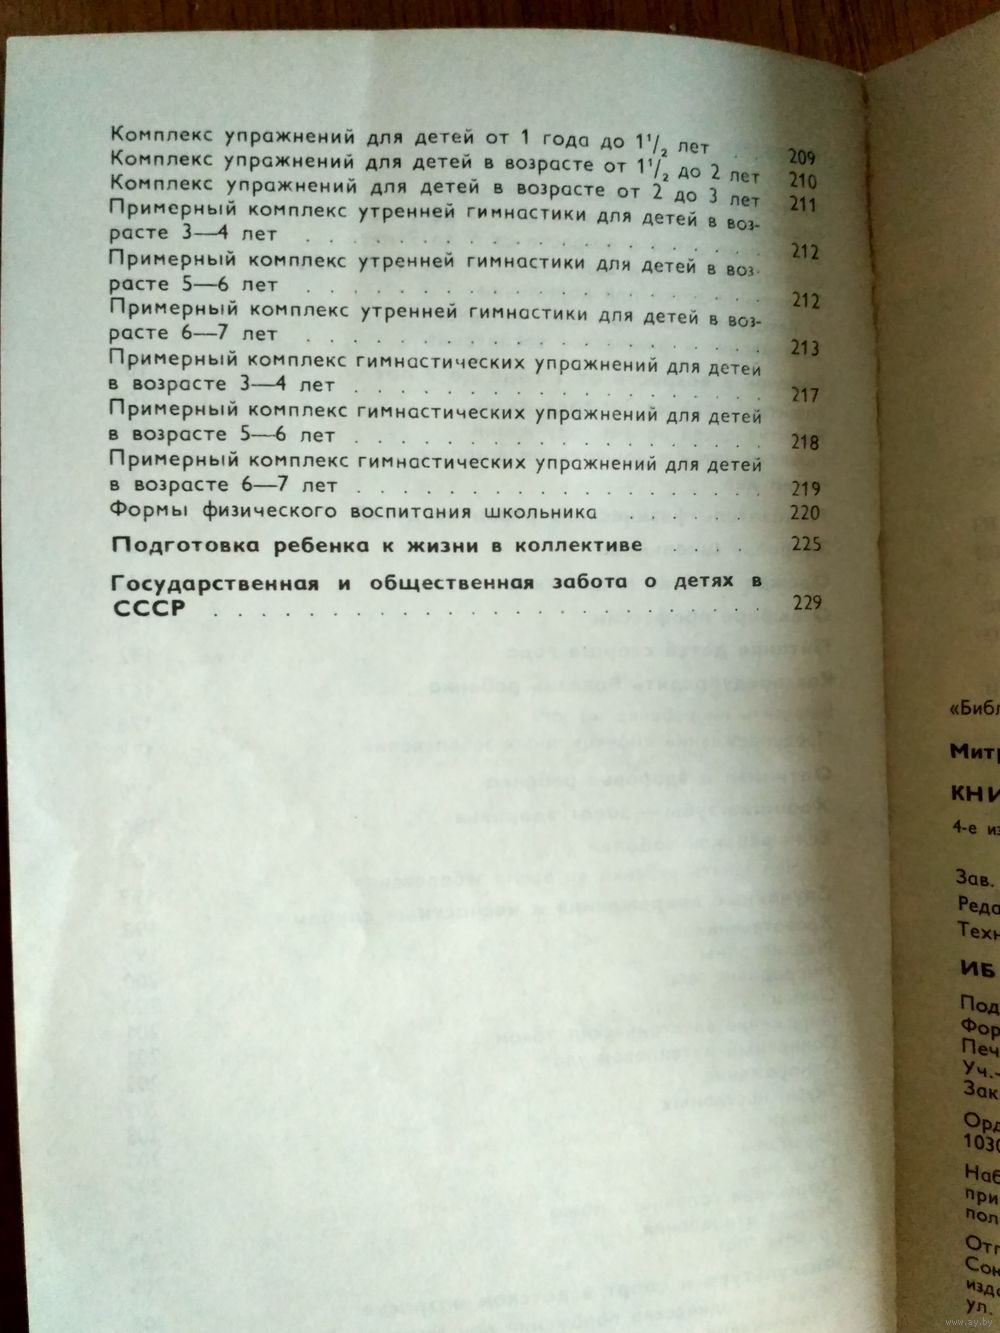 Комплекс упражнений для детей от 1 года до 1¹/₂ лет . . 209
Комплекс упражнений для детей в возрасте от 1¹/₂ до 2 лет 210
Комплекс упражнений для детей в возрасте от 2 до 3 лет 211
Примерный комплекс утренней гимнастики для детей в воз-
расте 3—4 лет . . . . . . . . . . . . . . . . . . . . 212
Примерный комплекс утренней гимнастики для детей в воз-
расте 5—6 лет . . . . . . . . . . . . . . . . . . . . 212
Примерный комплекс утренней гимнастики для детей в воз-
расте 6—7 лет . . . . . . . . . . . . . . . . . . . . 213
Примерный комплекс гимнастических упражнений для детей
в возрасте 3—4 лет . . . . . . . . . . . . . . . . . . 217
Примерный комплекс гимнастических упражнений для детей
в возрасте 5—6 лет . . . . . . . . . . . . . . . . . . 218
Примерный комплекс гимнастических упражнений для детей
в возрасте 6—7 лет . . . . . . . . . . . . . . . . . . 219
Формы физического воспитания школьника . . . . . . 220
Подготовка ребенка к жизни в коллективе . . . . 225
Государственная и общественная забота о детях в
СССР . . . . . . . . . . . . . . . . . . . . . . . . 229
«Библ
Митр
КНИ
4-е из
Зав.
Реда
Техн
ИБ
Под
Фор
Печ
Уч.-
Зак
Орд
1030
Наб
при
пол
Отп
Сою
изда
ул.
www.ay.by